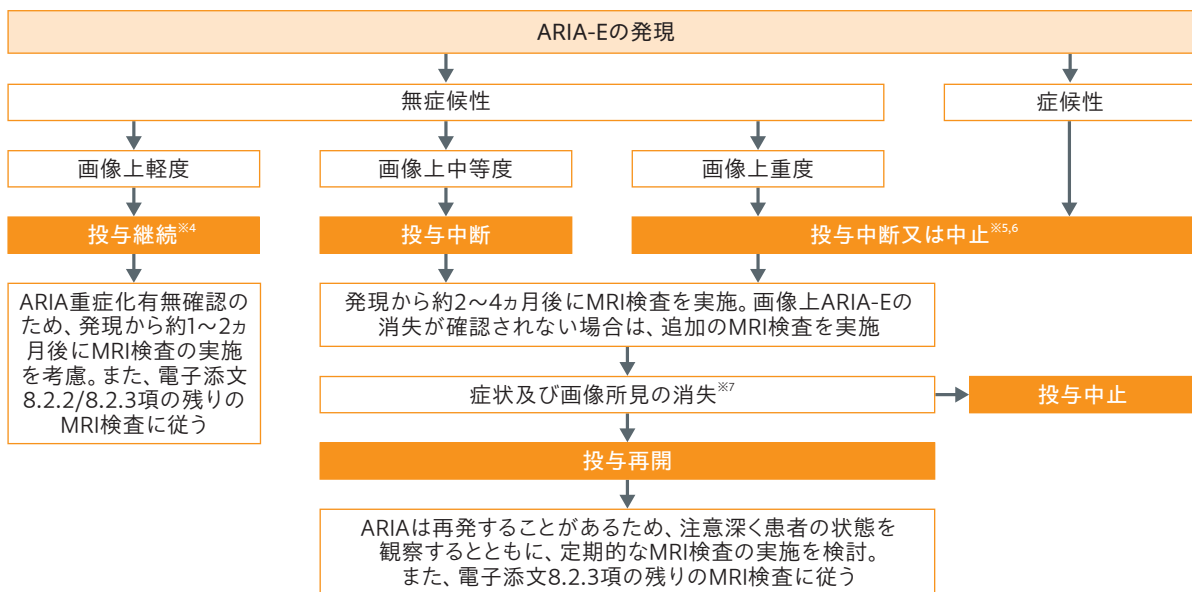 ARIA-Eの発現
無症候性
症候性
画像上軽度
画像上中等度
画像上重度
投与継続※4
投与中断
投与中断又は中止※5,6
ARIA重症化有無確認の
ため、発現から約1～2ヵ
月後にMRI検査の実施
を考慮。また、電子添文
8.2.2/8.2.3項の残りの
MRI検査に従う
発現から約2～4ヵ月後にMRI検査を実施。画像上ARIA-Eの
消失が確認されない場合は、追加のMRI検査を実施
症状及び画像所見の消失※7
投与中止
投与再開
ARIAは再発することがあるため、注意深く患者の状態を
観察するとともに、定期的なMRI検査の実施を検討。
また、電子添文8.2.3項の残りのMRI検査に従う